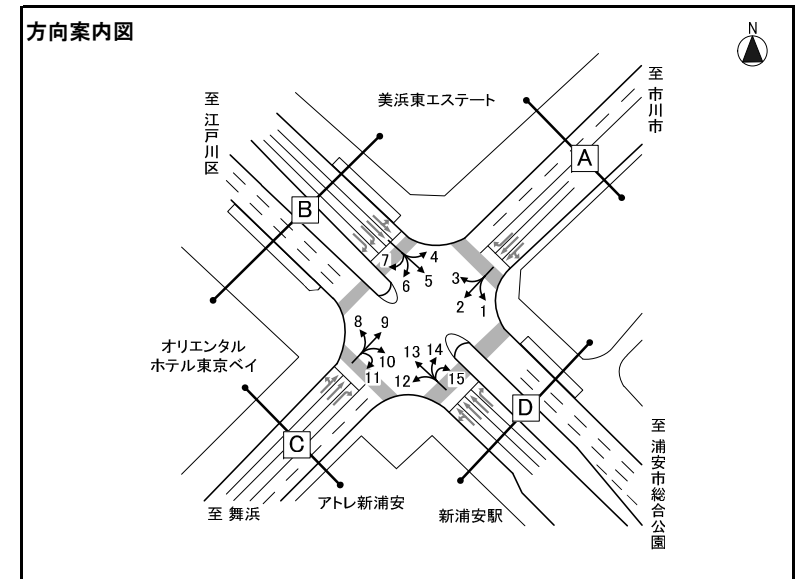 方向案内図
N
至市川市
美浜東エステート
至江戸川区
A
B
7
4
5
6
3
2
1
8
9
10
11
13
14
12
15
オリエンタル
ホテル東京ベイ
D
C
至浦安市総合公園
アトレ新浦安
至 舞浜
新浦安駅